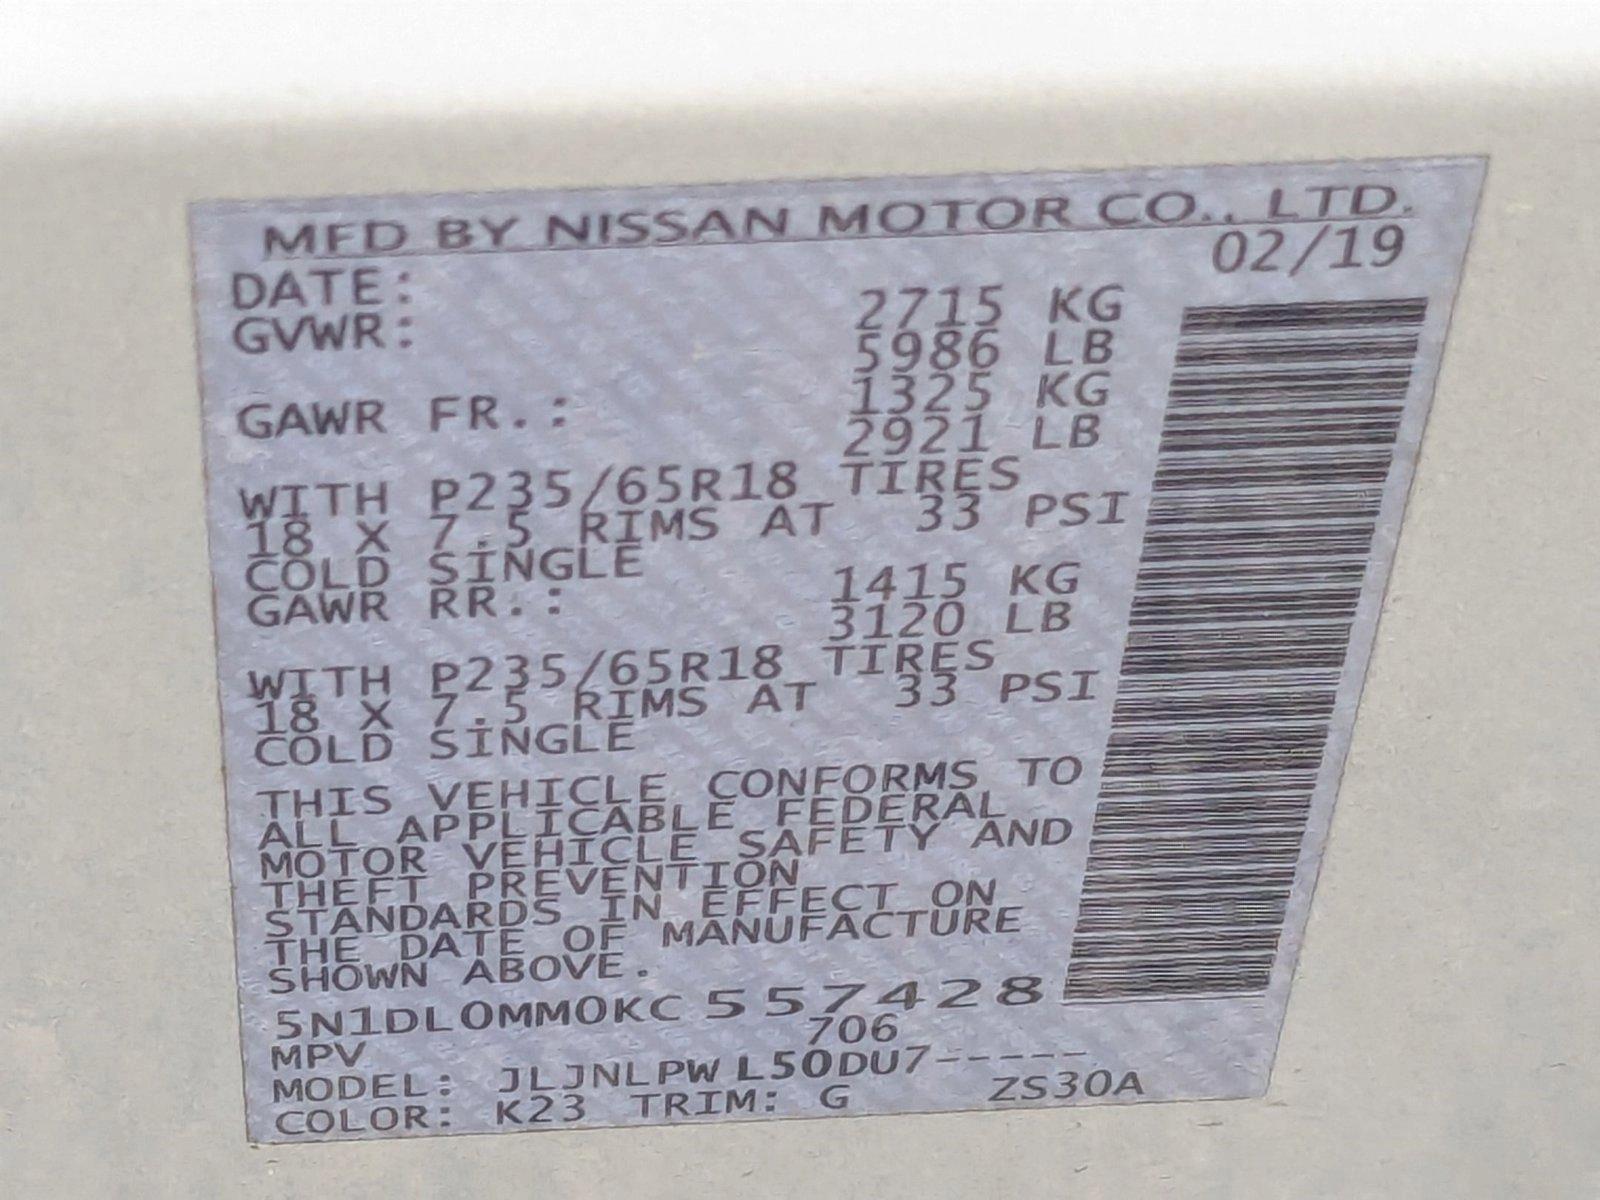 MFD BY NISSAN MOTOR CO., LTD.
DATE: 02/19
GVWR: 2715 KG
5986 LB
GAWR FR.: 1325 KG
2921 LB
WITH P235/65R18 TIRES
18 X 7.5 RIMS AT 33 PSI
COLD SINGLE
GAWR RR.: 1415 KG
3120 LB
WITH P235/65R18 TIRES
18 X 7.5 RIMS AT 33 PSI
COLD SINGLE
THIS VEHICLE CONFORMS TO
ALL APPLICABLE FEDERAL
MOTOR VEHICLE SAFETY AND
THEFT PREVENTION
STANDARDS IN EFFECT ON
THE DATE OF MANUFACTURE
SHOWN ABOVE.
5N1DL0MM0KC557428
MPV 706
MODEL: JLJNLPWL50DU7-----
COLOR: K23 TRIM: G ZS30A